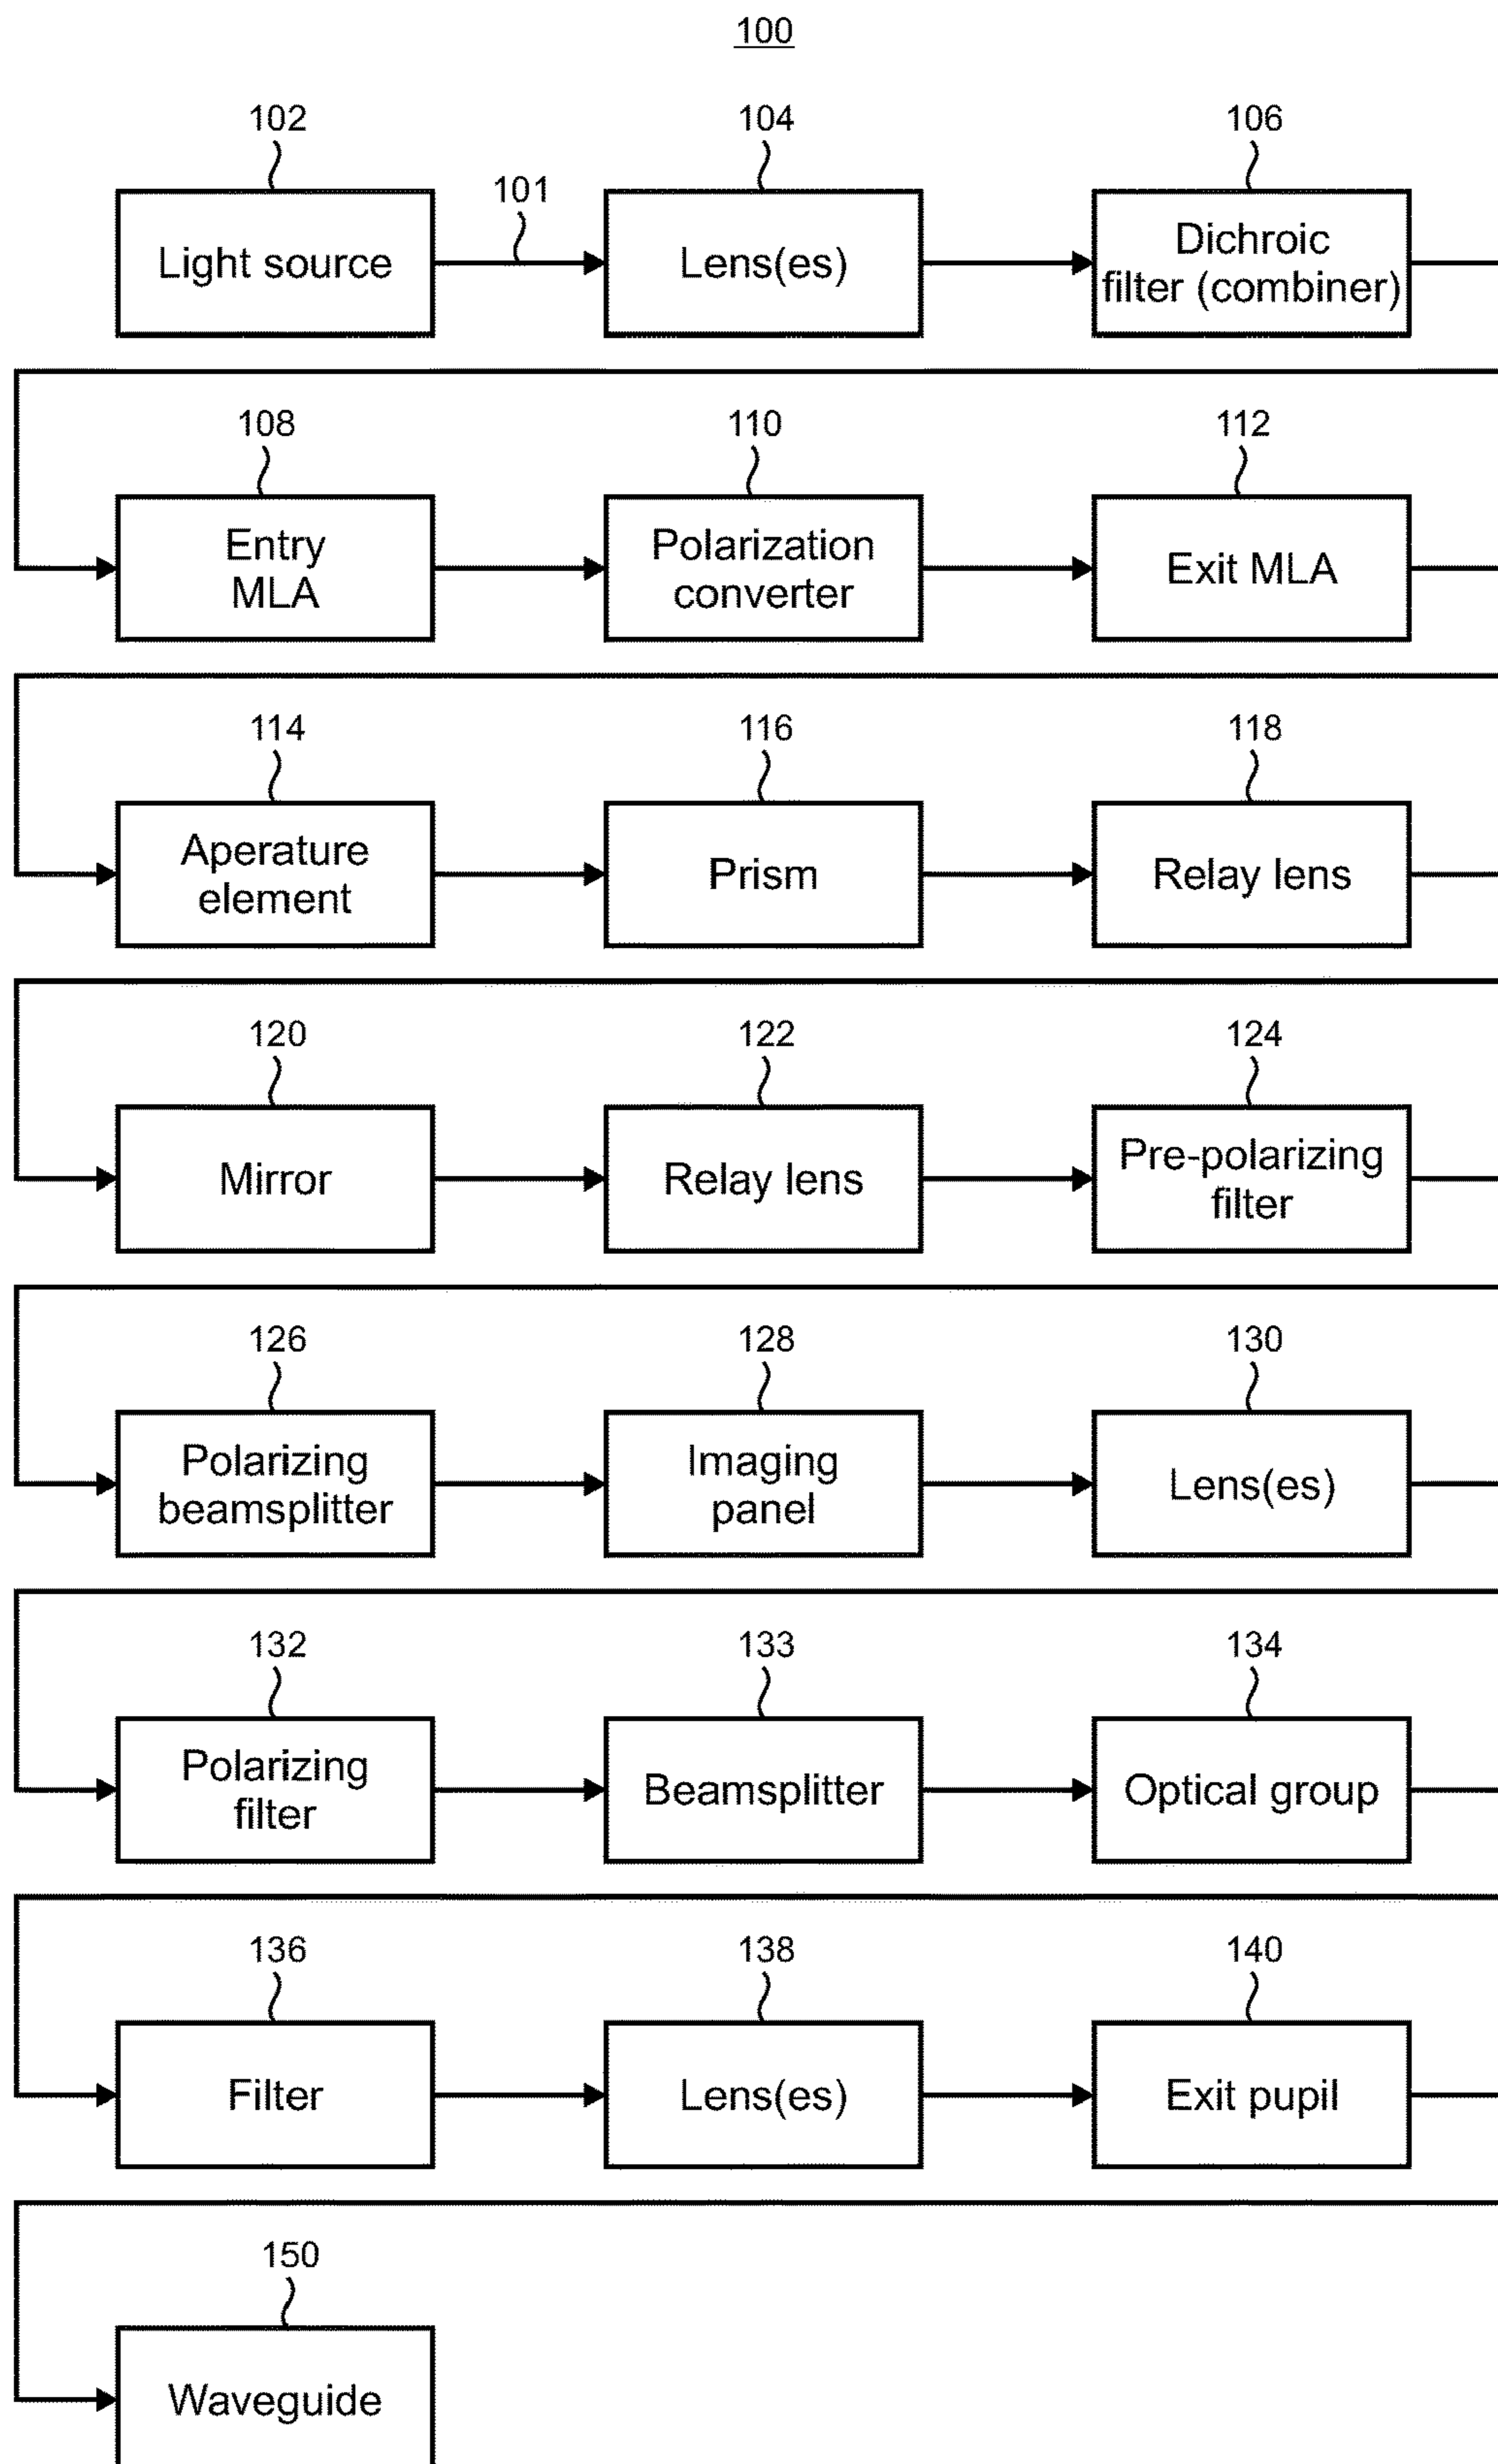 100
102
104
106
101
Light source
Lens(es)
Dichroic
filter (combiner)
108
110
112
Entry
MLA
Polarization
converter
Exit MLA
114
116
118
Aperature
element
Prism
Relay lens
120
122
124
Mirror
Relay lens
Pre-polarizing
filter
126
128
130
Polarizing
beamsplitter
Imaging
panel
Lens(es)
132
133
134
Polarizing
filter
Beamsplitter
Optical group
136
138
140
Filter
Lens(es)
Exit pupil
150
Waveguide